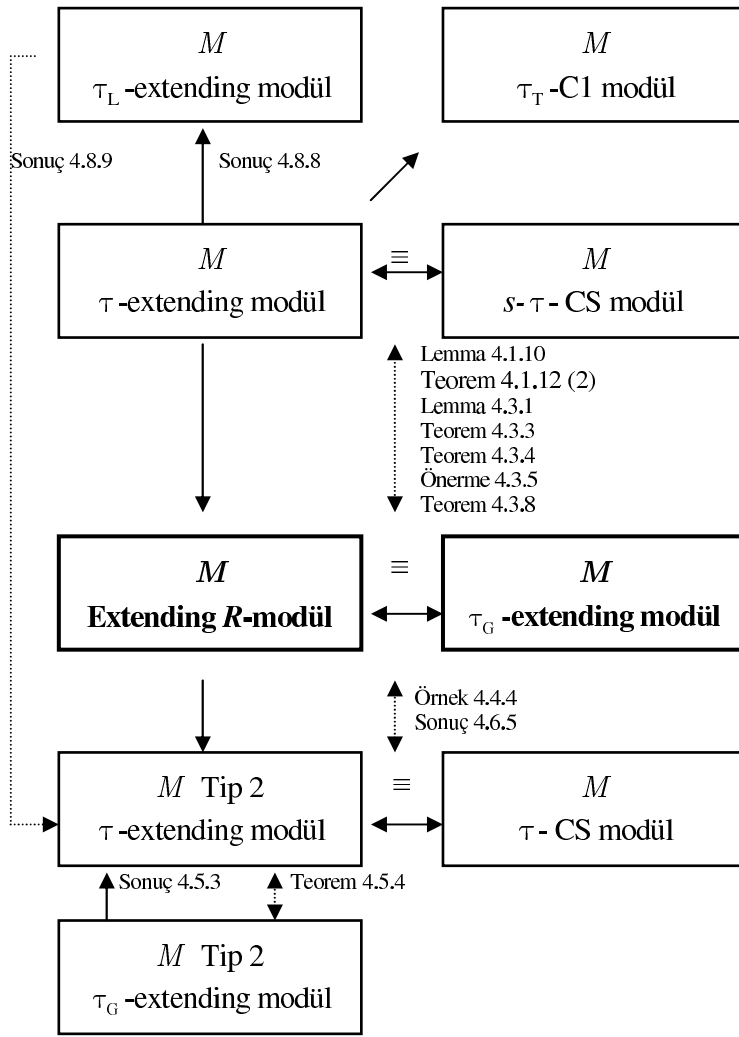 M
τL -extending modül
M
τT -C1 modül
Sonuç 4.8.9
Sonuç 4.8.8
M
τ -extending modül
≡
M
s- τ - CS modül
Lemma 4.1.10
Teorem 4.1.12 (2)
Lemma 4.3.1
Teorem 4.3.3
Teorem 4.3.4
Önerme 4.3.5
Teorem 4.3.8
M
Extending R-modül
≡
M
τG -extending modül
Örnek 4.4.4
Sonuç 4.6.5
M Tip 2
τ -extending modül
≡
M
τ - CS modül
Sonuç 4.5.3
Teorem 4.5.4
M Tip 2
τG -extending modül